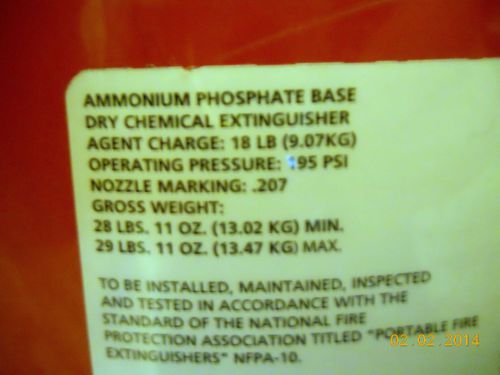 AMMONIUM PHOSPHATE BASE
DRY CHEMICAL EXTINGUISHER
AGENT CHARGE: 18 LB (9.07KG)
OPERATING PRESSURE: 195 PSI
NOZZLE MARKING: .207
GROSS WEIGHT:
28 LBS. 11 OZ. (13.02 KG) MIN.
29 LBS. 11 OZ. (13.47 KG) MAX.
TO BE INSTALLED, MAINTAINED, INSPECTED
AND TESTED IN ACCORDANCE WITH THE
STANDARD OF THE NATIONAL FIRE
PROTECTION ASSOCIATION TITLED "PORTABLE FIRE
EXTINGUISHERS" NFPA-10.
02.02.2014